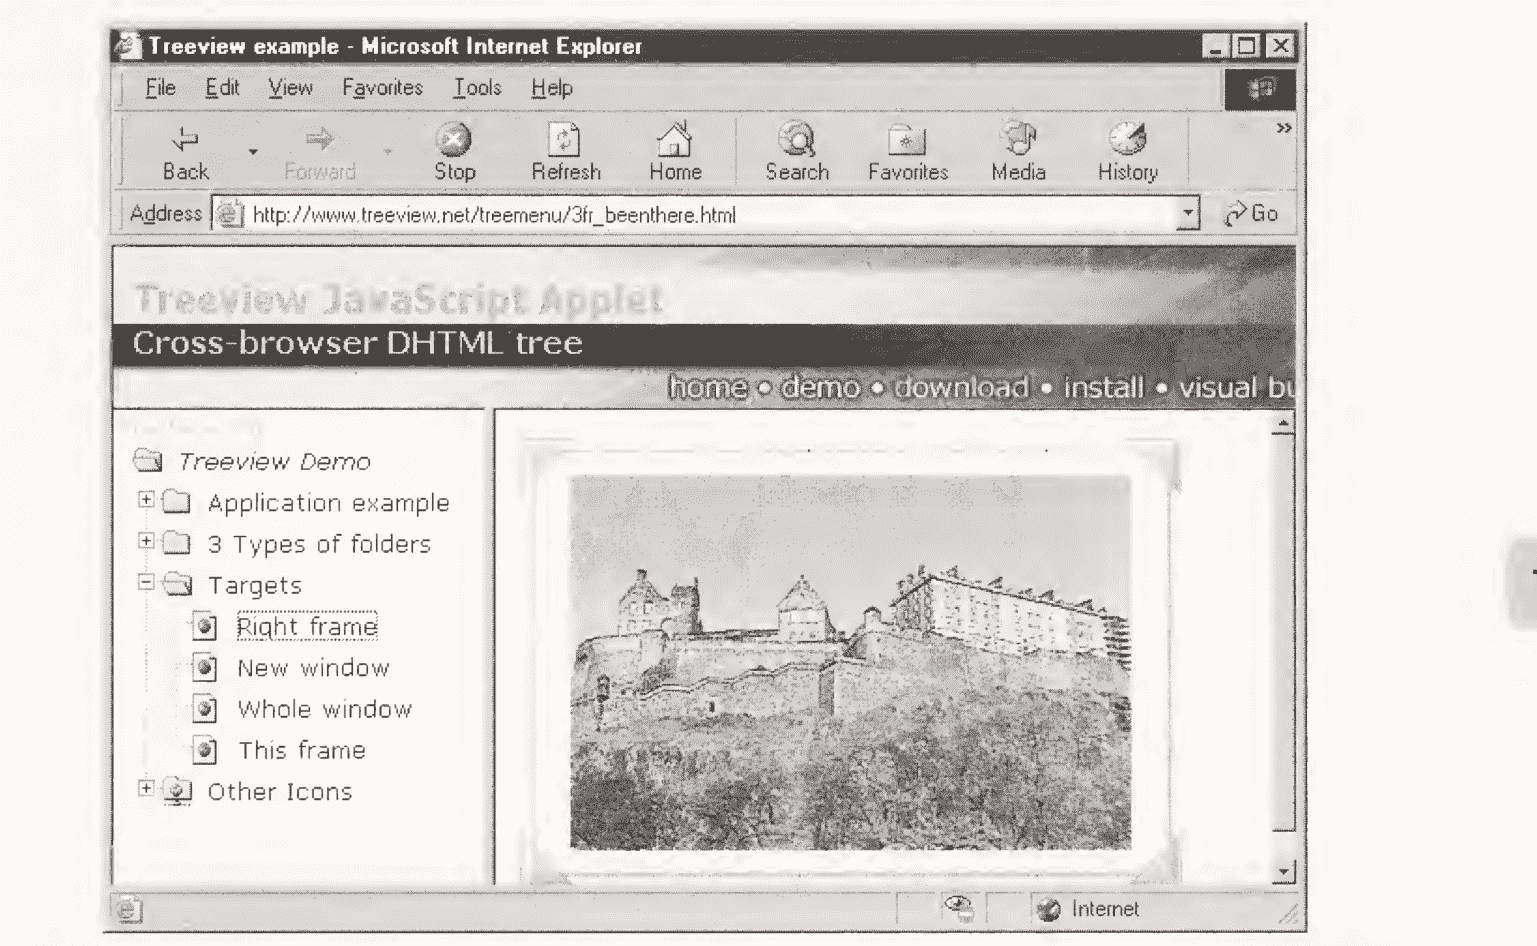 Treeview example - Microsoft Internet Explorer
File Edit View Favorites Tools Help
Back Forward Stop Refresh Home Search Favorites Media History »
Address http://www.treeview.net/treemenu/3fr_beenthere.html Go
Treeview JavaScript Applet
Cross-browser DHTML tree
home • demo • download • install • visual bu
Treeview Demo
Application example
3 Types of folders
Targets
Right frame
New window
Whole window
This frame
Other Icons
Internet